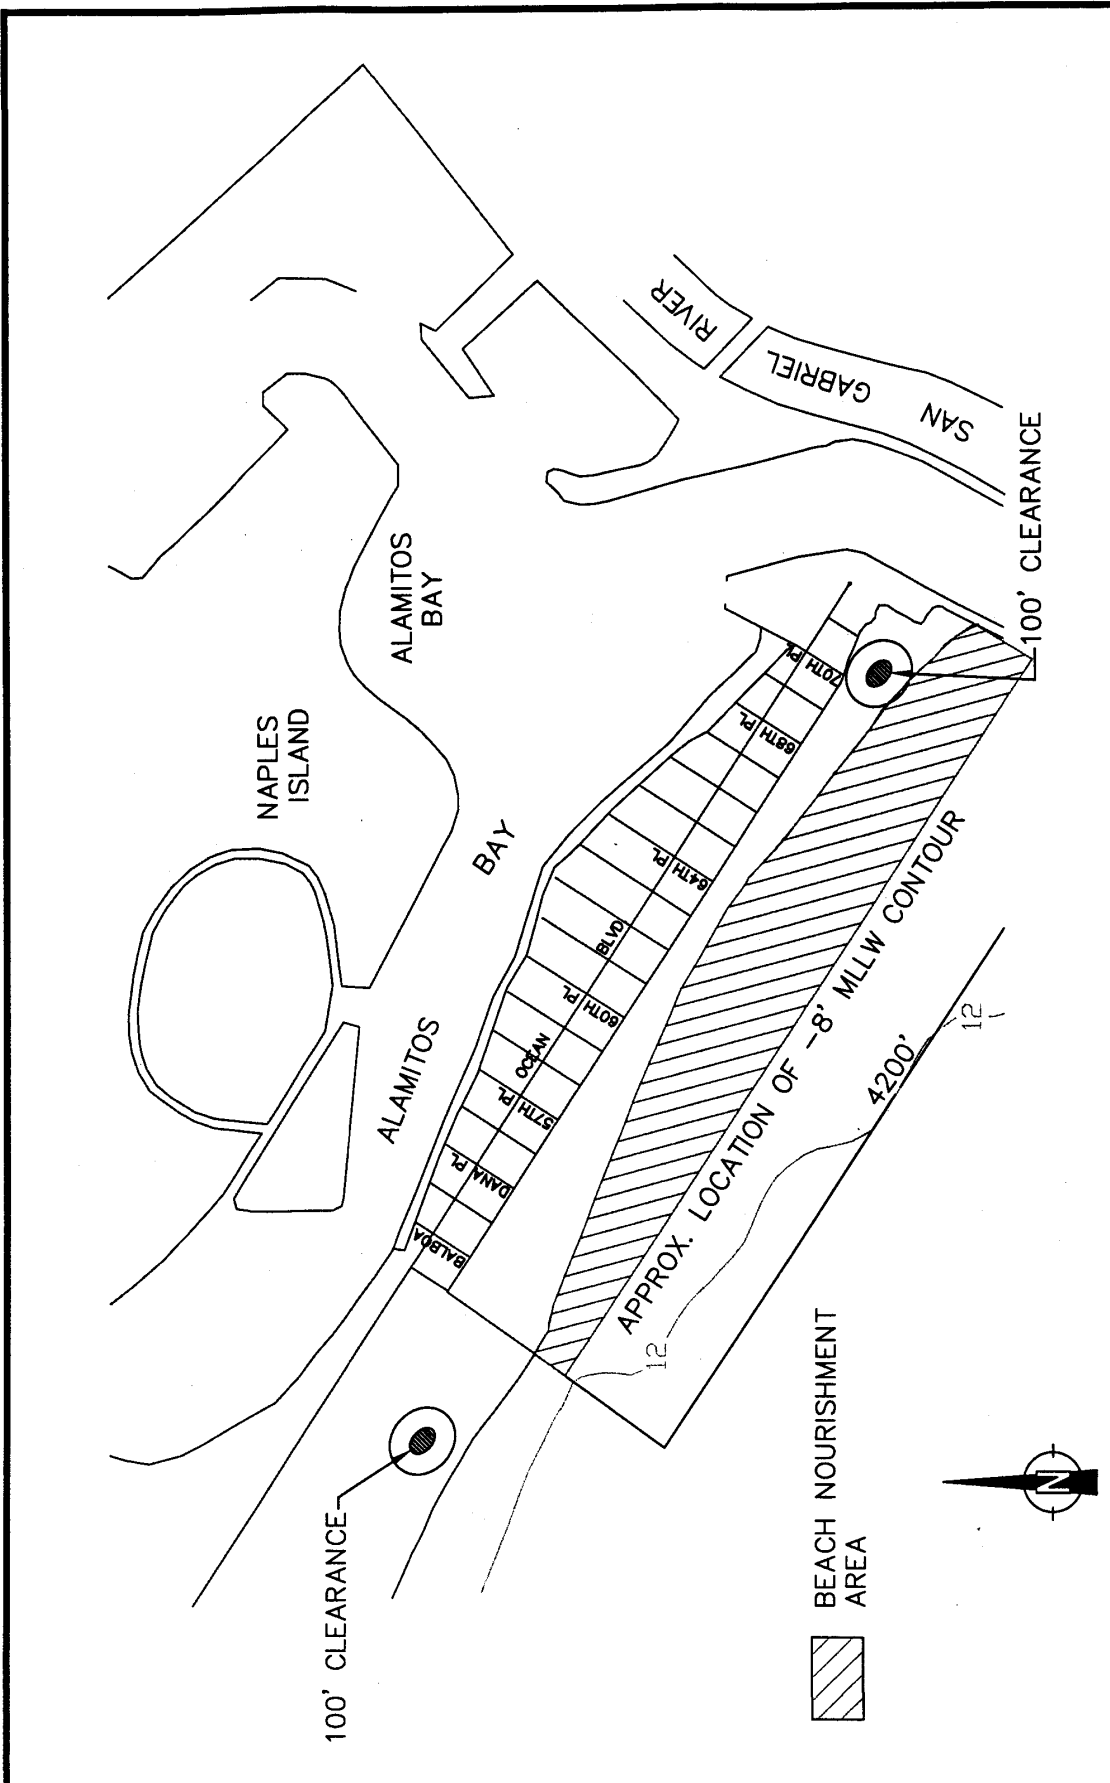 NAPLES
ISLAND
ALAMITOS
BAY
ALAMITOS
BAY
SAN
GABRIEL
RIVER
100' CLEARANCE
BALBOA
DANA PL
57TH PL
OCEAN
60TH PL
BLVD
64TH PL
68TH PL
70TH PL
100' CLEARANCE
APPROX. LOCATION OF -8' MLLW CONTOUR
12
4200'
12
BEACH NOURISHMENT
AREA
N